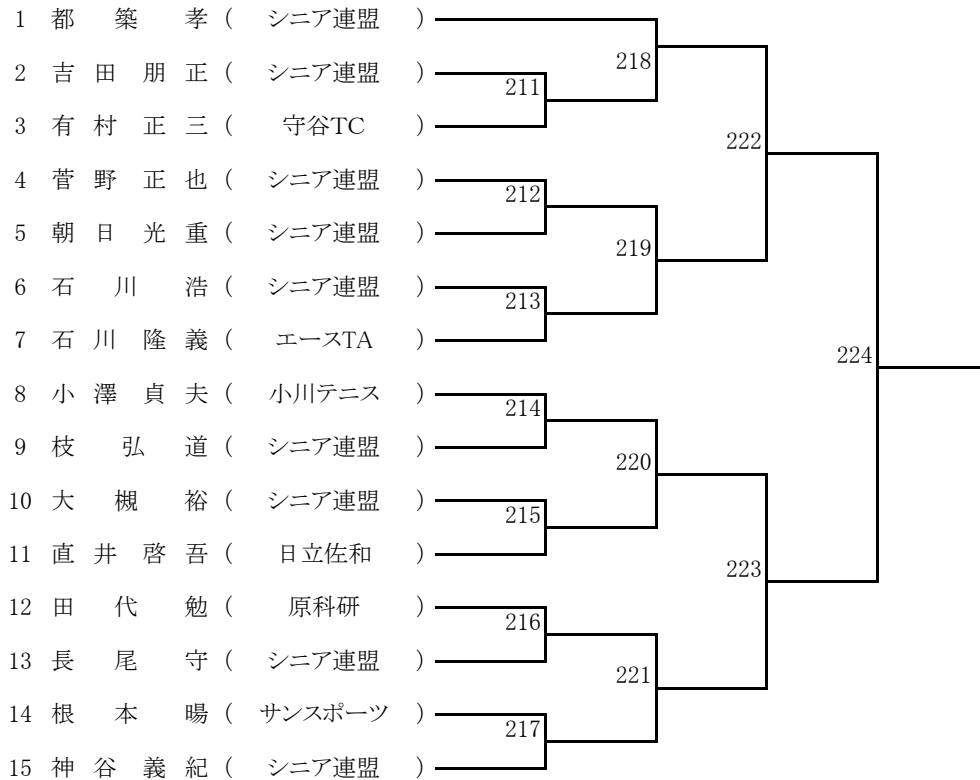 1 都 築 孝 ( シニア連盟 )
218
2 吉 田 朋 正 ( シニア連盟 )
211
3 有 村 正 三 ( 守谷TC )
222
4 菅 野 正 也 ( シニア連盟 )
212
5 朝 日 光 重 ( シニア連盟 )
219
6 石 川 浩 ( シニア連盟 )
213
7 石 川 隆 義 ( エースTA )
224
8 小 澤 貞 夫 ( 小川テニス )
214
9 枝 弘 道 ( シニア連盟 )
220
10 大 槻 裕 ( シニア連盟 )
215
11 直 井 啓 吾 ( 日立佐和 )
223
12 田 代 勉 ( 原科研 )
216
13 長 尾 守 ( シニア連盟 )
221
14 根 本 暘 ( サンスポーツ )
217
15 神 谷 義 紀 ( シニア連盟 )